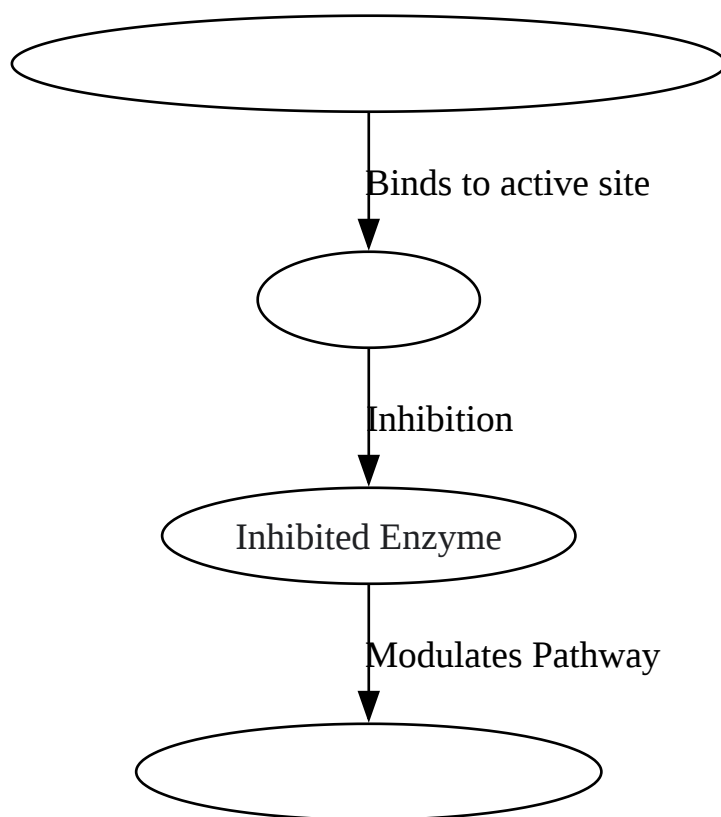 Binds to active site
Inhibition
Inhibited Enzyme
Modulates Pathway